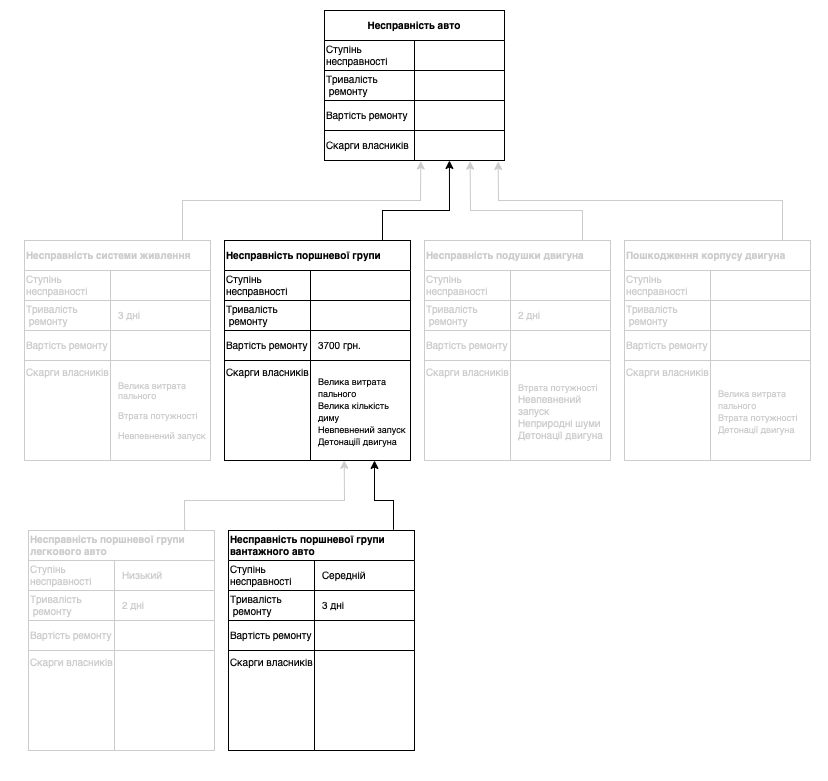 Несправність авто
Ступінь
несправності
Тривалість
ремонту
Вартість ремонту
Скарги власників
Несправність системи живлення
Ступінь
несправності
Тривалість
ремонту
3 дні
Вартість ремонту
Скарги власників
Велика витрата
пального
Втрата потужності
Невпевнений запуск
Несправність поршневої групи
Ступінь
несправності
Тривалість
ремонту
Вартість ремонту
3700 грн.
Скарги власників
Велика витрата
пального
Велика кількість
диму
Невпевнений запуск
Детонаціїї двигуна
Несправність подушки двигуна
Ступінь
несправності
Тривалість
ремонту
2 дні
Вартість ремонту
Скарги власників
Втрата потужності
Невпевнений
запуск
Неприродні шуми
Детонації двигуна
Пошкодження корпусу двигуна
Ступінь
несправності
Тривалість
ремонту
Вартість ремонту
Скарги власників
Велика витрата
пального
Втрата потужності
Детонації двигуна
Несправність поршневої групи
легкового авто
Ступінь
несправності
Низький
Тривалість
ремонту
2 дні
Вартість ремонту
Скарги власників
Несправність поршневої групи
вантажного авто
Ступінь
несправності
Середній
Тривалість
ремонту
3 дні
Вартість ремонту
Скарги власників